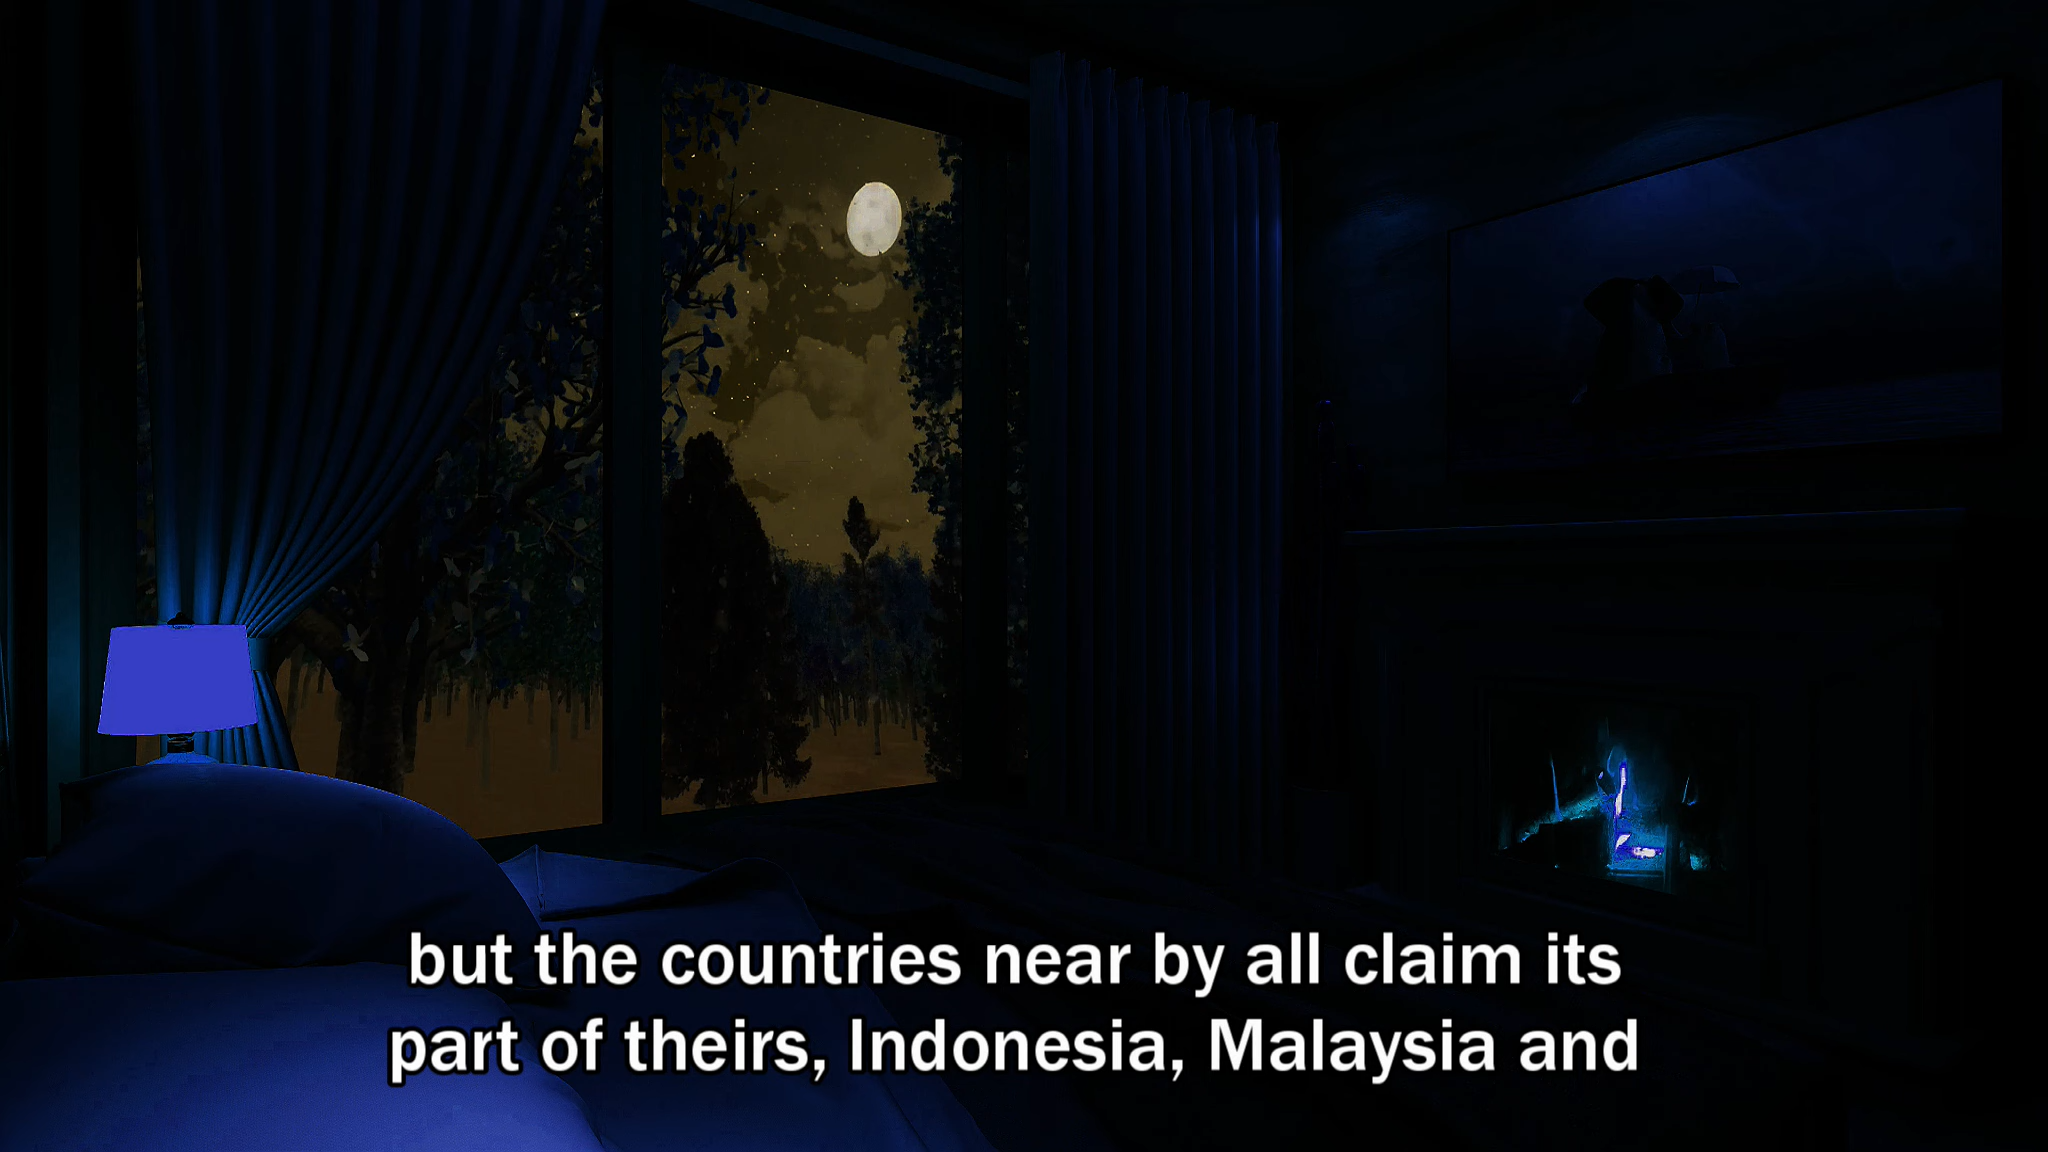 but the countries near by all claim its
part of theirs, Indonesia, Malaysia and